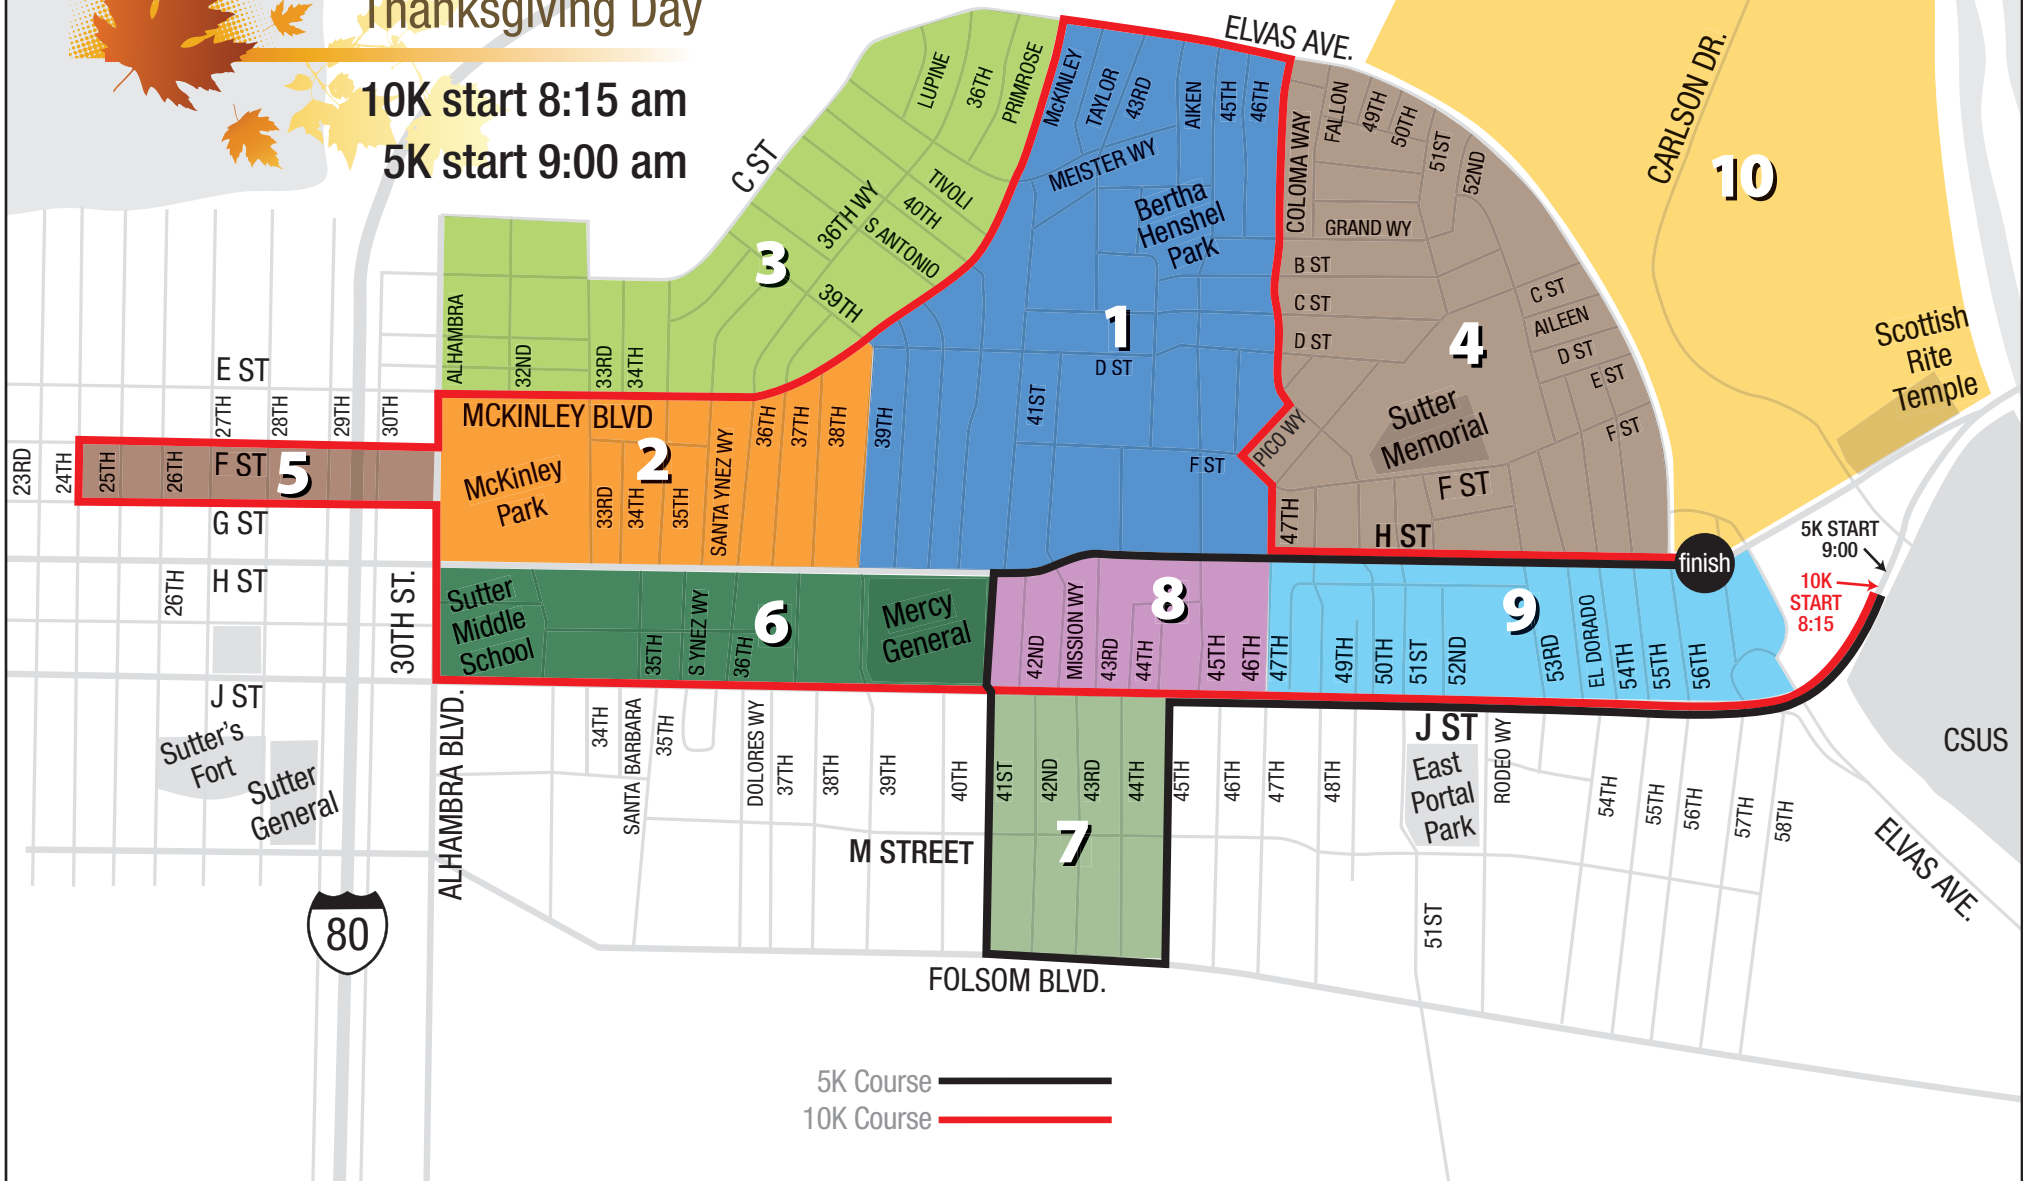 Thanksgiving Day
10K start 8:15 am
5K start 9:00 am
ELVAS AVE.
CARLSON DR.
10
C ST
LUPINE
36TH
PRIMROSE
McKINLEY
TAYLOR
43RD
AIKEN
45TH
46TH
COLOMA WAY
FALLON
49TH
50TH
51ST
52ND
MEISTER WY
Bertha
Henshel
Park
TIVOLI
40TH
36TH WY
S ANTONIO
39TH
3
GRAND WY
B ST
C ST
D ST
C ST
AILEEN
D ST
E ST
F ST
4
1
D ST
Scottish
Rite
Temple
ALHAMBRA
32ND
33RD
34TH
E ST
27TH
28TH
29TH
30TH
MCKINLEY BLVD
McKinley
Park
2
33RD
34TH
35TH
SANTA YNEZ WY
36TH
37TH
38TH
39TH
41ST
F ST
PICO WY
Sutter
Memorial
F ST
47TH
H ST
23RD
24TH
25TH
26TH
F ST
5
G ST
H ST
26TH
30TH ST.
finish
5K START
9:00
10K
START
8:15
Sutter
Middle
School
35TH
S YNEZ WY
36TH
6
Mercy
General
8
42ND
MISSION WY
43RD
44TH
45TH
46TH
9
47TH
49TH
50TH
51ST
52ND
53RD
EL DORADO
54TH
55TH
56TH
J ST
Sutter's
Fort
Sutter
General
ALHAMBRA BLVD.
34TH
SANTA BARBARA
35TH
DOLORES WY
37TH
38TH
39TH
40TH
41ST
42ND
43RD
44TH
45TH
46TH
47TH
48TH
7
J ST
East
Portal
Park
RODEO WY
54TH
55TH
56TH
57TH
58TH
CSUS
ELVAS AVE.
M STREET
51ST
80
FOLSOM BLVD.
5K Course
10K Course